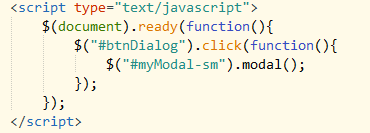 <script type="text/javascript">
    $(document).ready(function(){
        $("#btnDialog").click(function(){
            $("#myModal-sm").modal();
        });
    });
</script>